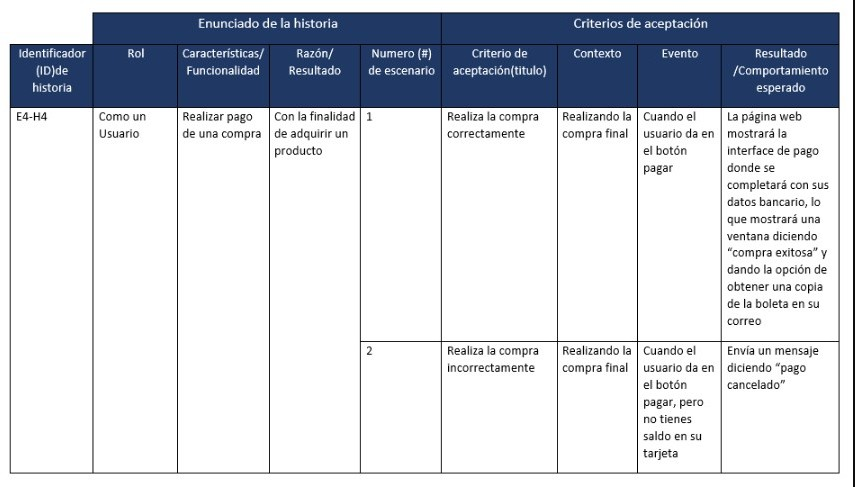 Enunciado de la historia
Criterios de aceptación
Identificador
(ID)de
historia
Rol
Características/
Funcionalidad
Razón/
Resultado
Numero (#)
de escenario
Criterio de
aceptación(titulo)
Contexto
Evento
Resultado
/Comportamiento
esperado
E4-H4
Como un
Usuario
Realizar pago
de una compra
Con la finalidad
de adquirir un
producto
1
Realiza la compra
correctamente
Realizando la
compra final
Cuando el
usuario da en
el botón
pagar
La página web
mostrará la
interface de pago
donde se
completará con sus
datos bancario, lo
que mostrará una
ventana diciendo
“compra exitosa” y
dando la opción de
obtener una copia
de la boleta en su
correo
2
Realiza la compra
incorrectamente
Realizando la
compra final
Cuando el
usuario da en
el botón
pagar, pero
no tienes
saldo en su
tarjeta
Envía un mensaje
diciendo “pago
cancelado”